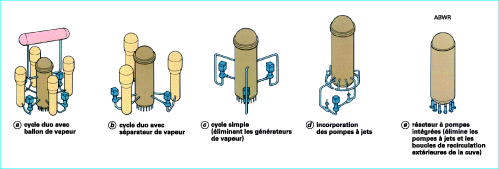 ABWR
a cycle duo avec
ballon de vapeur
b cycle duo avec
séparateur de vapeur
c cycle simple
(éliminant les générateurs
de vapeur)
d incorporation
des pompes à jets
e réacteur à pompes
intégrées (élimine les
pompes à jets et les
boucles de recirculation
extérieures de la cuve)